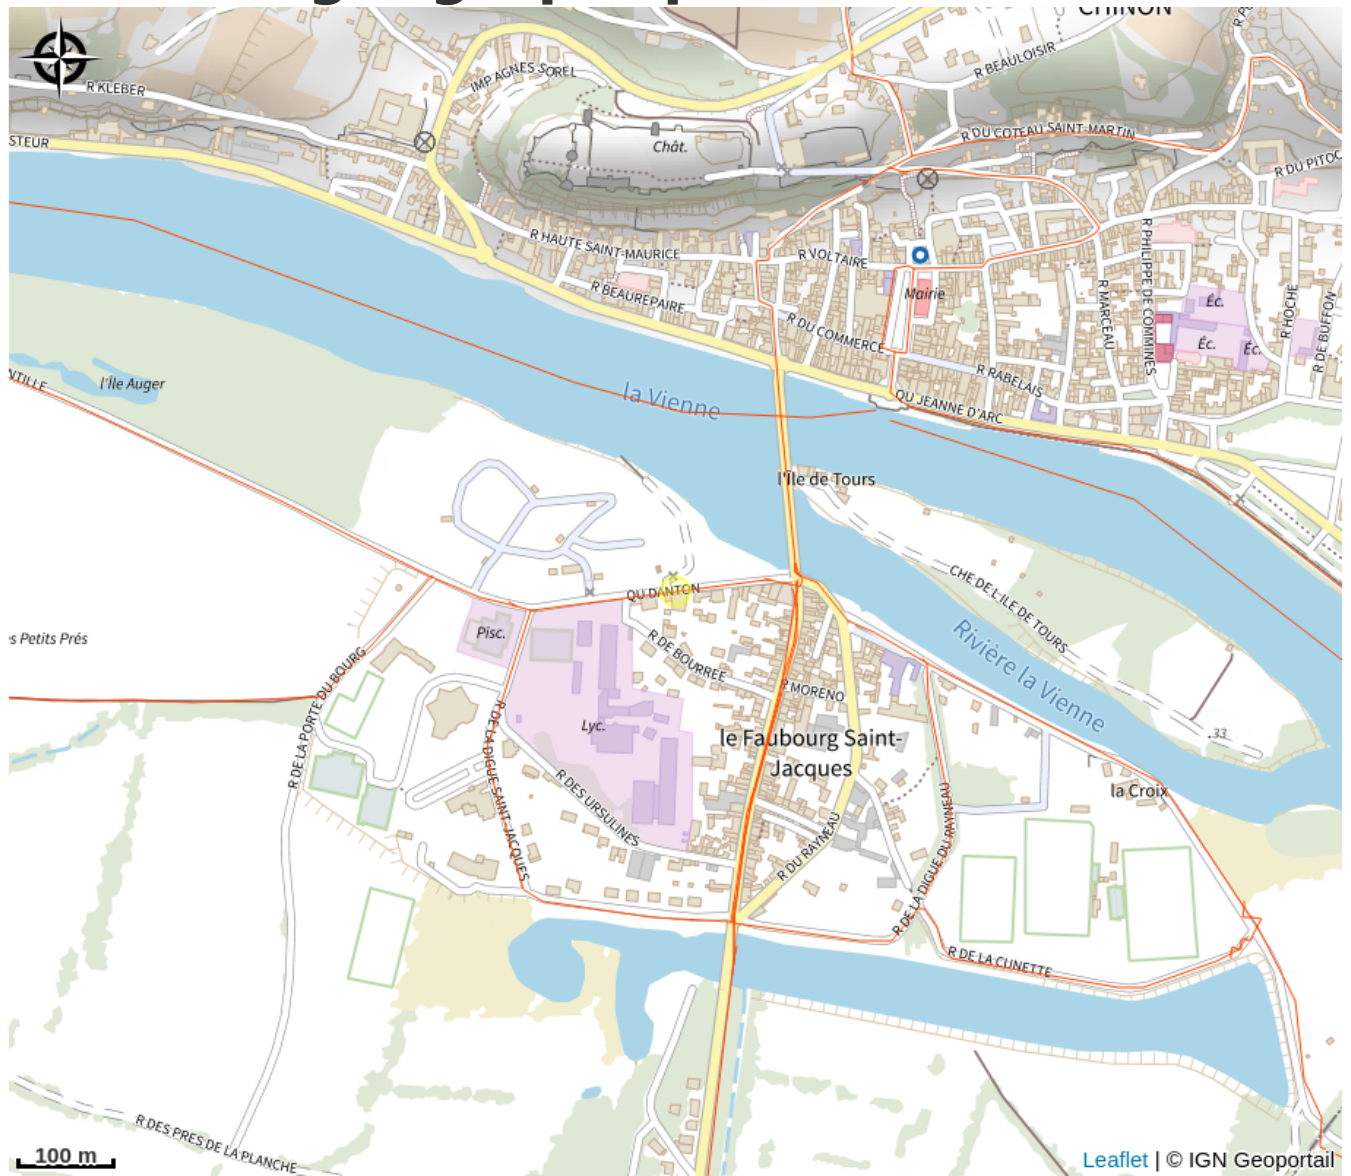 CHINON
R BEAULOISIR
IMP AGNES SOREL
R KLEBER
R DU COTEAU SAINT-MARTIN
STEUR
Chât.
R DU PITOC
R HAUTE SAINT-MAURICE
R VOLTAIRE
R PHILIPPE DE COMMINES
R BEAUREPAIRE
Mairie
R MARCEAU
Éc.
R HOCHE
R DE BUFFON
R DU COMMERCE
Éc.
Éc.
NTILLE
l'Île Auger
la Vienne
R RABELAIS
QU JEANNE D'ARC
l'Île de Tours
CHE DE L'ILE DE TOURS
QU DANTON
s Petits Prés
Pisc.
R DE BOURREE
Rivière la Vienne
R DE LA PORTE DU BOURG
R MORENO
Lyc.
le Faubourg Saint-
Jacques
.33
R DE LA DIGUE SAINT-JACQUES
R DES URSULINES
la Croix
R DU RAYNEAU
R DE LA DIGUE DU RAYNEAU
R DE LA CUNETTE
R DES PRES DE LA PLANCHE
100 m
Leaflet | © IGN Geoportail